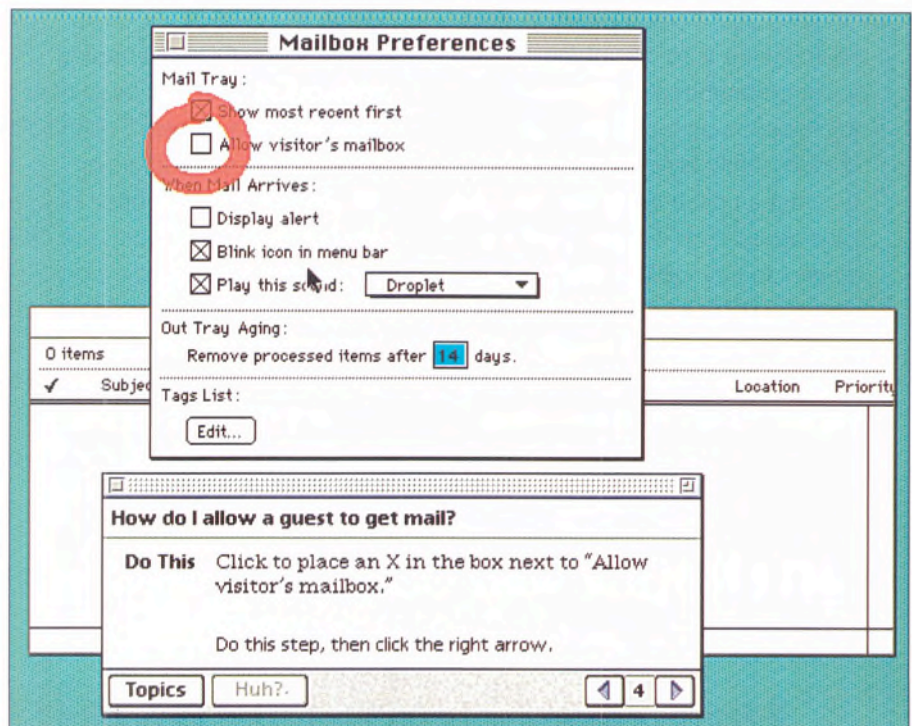 Mailbox Preferences
Mail Tray:
Show most recent first
Allow visitor's mailbox
When Mail Arrives:
Display alert
Blink icon in menu bar
Play this sound: Droplet
Out Tray Aging:
Remove processed items after 14 days.
Tags List:
Edit...
0 items
✓ Subjec Location Priority
How do I allow a guest to get mail?
Do This Click to place an X in the box next to “Allow
visitor's mailbox.”
Do this step, then click the right arrow.
Topics Huh? 4